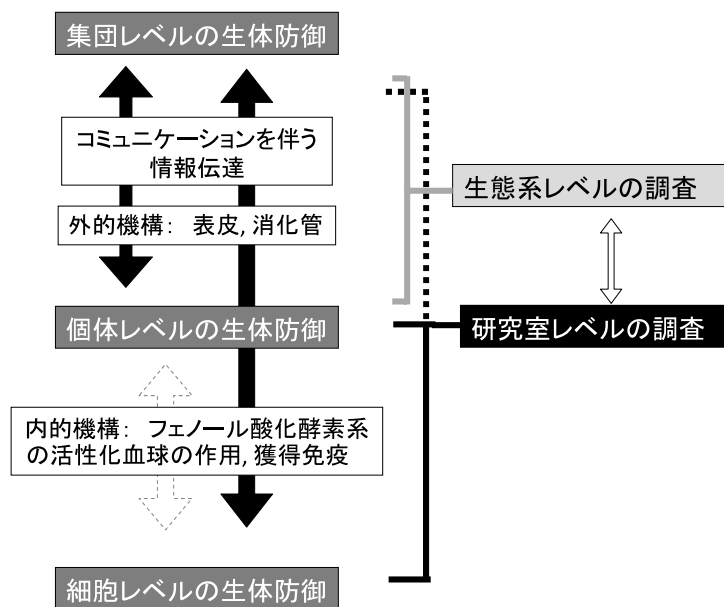 集団レベルの生体防御
コミュニケーションを伴う
情報伝達
外的機構： 表皮, 消化管
生態系レベルの調査
個体レベルの生体防御
研究室レベルの調査
内的機構： フェノール酸化酵素系
の活性化血球の作用, 獲得免疫
細胞レベルの生体防御